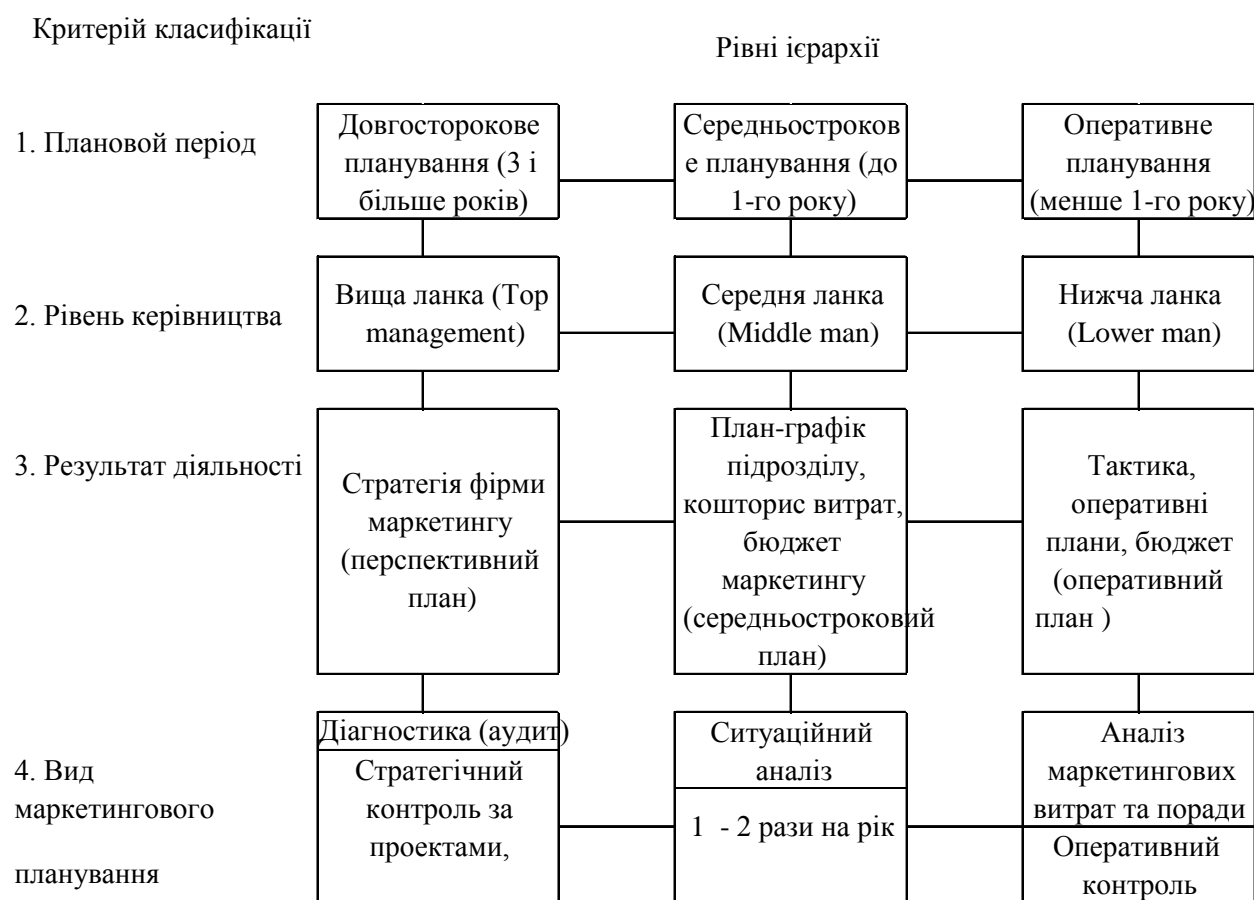 Критерій класифікації
Рівні ієрархії
1. Плановой період
Довгосторокове
планування (3 і
більше років)
Середньостроков
е планування (до
1-го року)
Оперативне
планування
(менше 1-го року)
2. Рівень керівництва
Вища ланка (Top
management)
Середня ланка
(Middle man)
Нижча ланка
(Lower man)
3. Результат діяльності
Стратегія фірми
маркетингу
(перспективний
план)
План-графік
підрозділу,
кошторис витрат,
бюджет
маркетингу
(середньостроковий
план)
Тактика,
оперативні
плани, бюджет
(оперативний
план )
4. Вид
маркетингового
планування
Діагностика (аудит)
Стратегічний
контроль за
проектами,
Ситуаційний
аналіз
1 - 2 рази на рік
Аналіз
маркетингових
витрат та поради
Оперативний
контроль